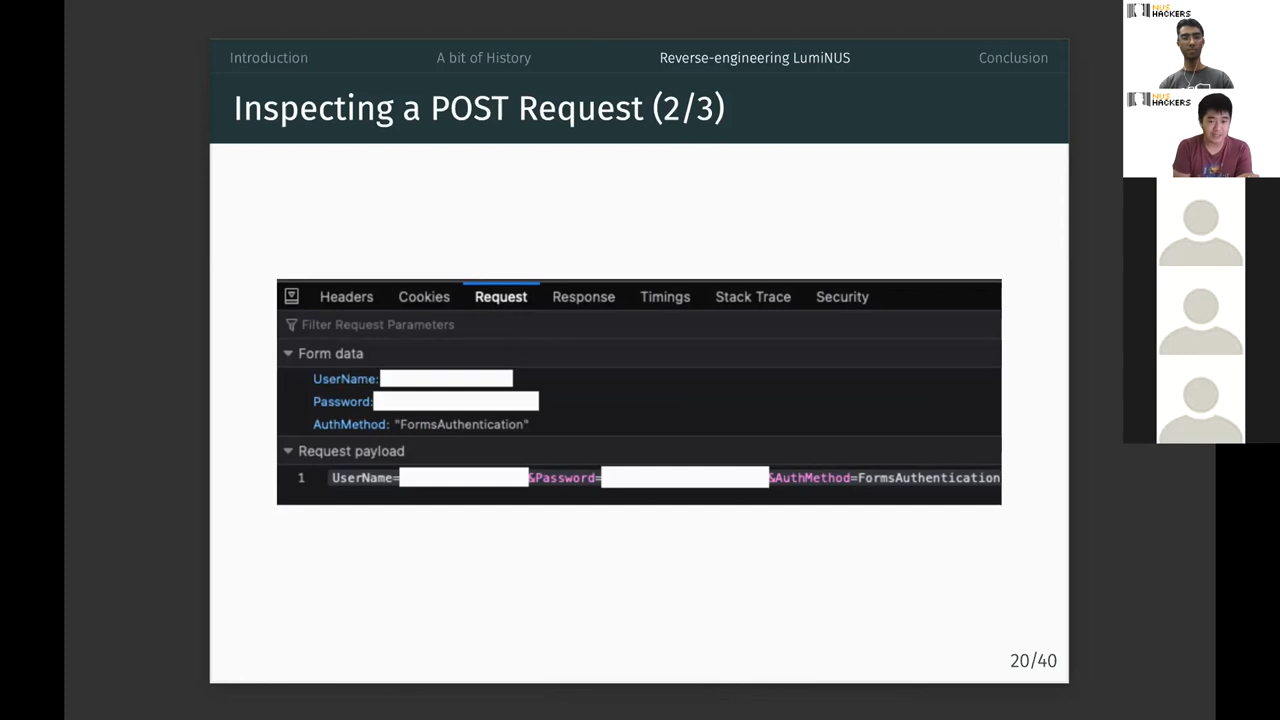 Introduction A bit of History Reverse-engineering LumiNUS Conclusion
Inspecting a POST Request (2/3)
Headers Cookies Request Response Timings Stack Trace Security
Filter Request Parameters
Form data
UserName:
Password:
AuthMethod: "FormsAuthentication"
Request payload
1 UserName= &Password= &AuthMethod=FormsAuthentication
20/40
NUS
HACKERS
NUS
HACKERS